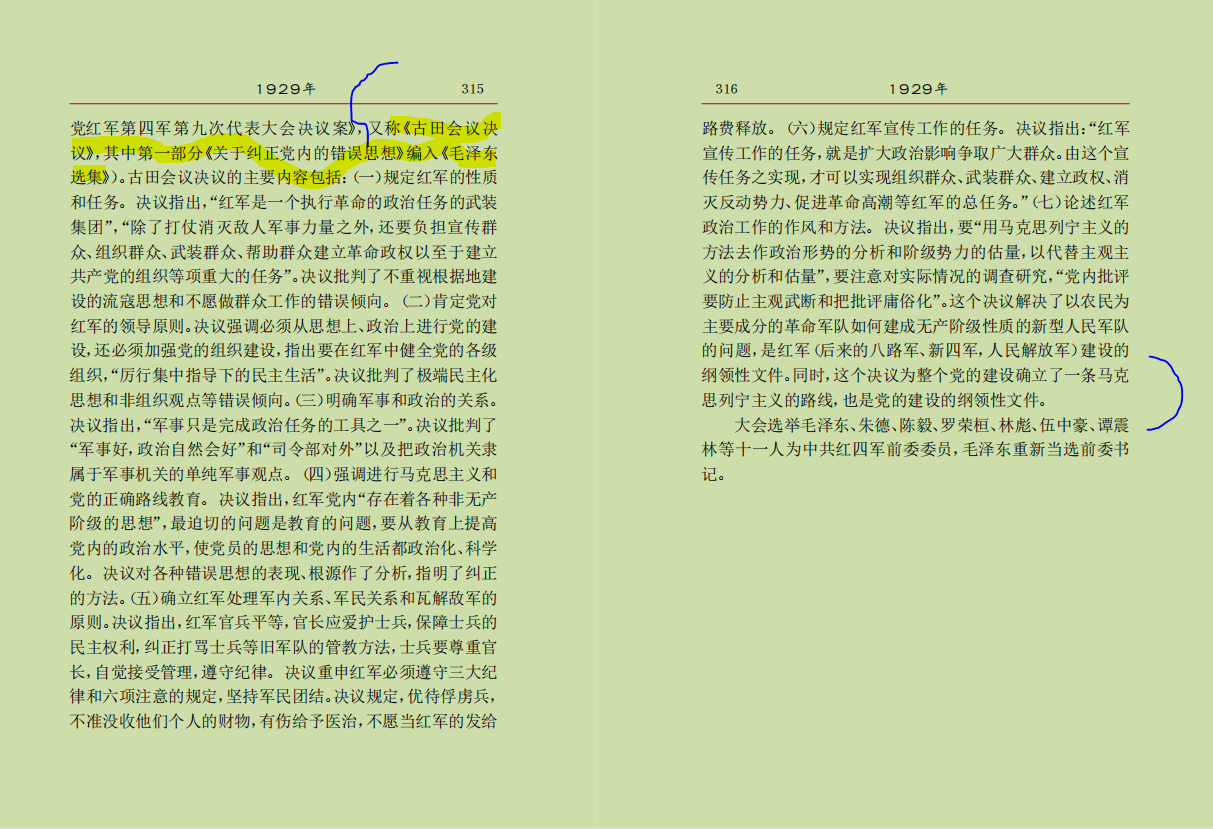 1929年 315
党红军第四军第九次代表大会决议案》，又称《古田会议决
议》，其中第一部分《关于纠正党内的错误思想》编入《毛泽东
选集》）。古田会议决议的主要内容包括：（一）规定红军的性质
和任务。决议指出，“红军是一个执行革命的政治任务的武装
集团”，“除了打仗消灭敌人军事力量之外，还要负担宣传群
众、组织群众、武装群众、帮助群众建立革命政权以至于建立
共产党的组织等项重大的任务”。决议批判了不重视根据地建
设的流寇思想和不愿做群众工作的错误倾向。（二）肯定党对
红军的领导原则。决议强调必须从思想上、政治上进行党的建
设，还必须加强党的组织建设，指出要在红军中健全党的各级
组织，“厉行集中指导下的民主生活”。决议批判了极端民主化
思想和非组织观点等错误倾向。（三）明确军事和政治的关系。
决议指出，“军事只是完成政治任务的工具之一”。决议批判了
“军事好，政治自然会好”和“司令部对外”以及把政治机关隶
属于军事机关的单纯军事观点。（四）强调进行马克思主义和
党的正确路线教育。决议指出，红军党内“存在着各种非无产
阶级的思想”，最迫切的问题是教育的问题，要从教育上提高
党内的政治水平，使党员的思想和党内的生活都政治化、科学
化。决议对各种错误思想的表现、根源作了分析，指明了纠正
的方法。（五）确立红军处理军内关系、军民关系和瓦解敌军的
原则。决议指出，红军官兵平等，官长应爱护士兵，保障士兵的
民主权利，纠正打骂士兵等旧军队的管教方法，士兵要尊重官
长，自觉接受管理，遵守纪律。决议重申红军必须遵守三大纪
律和六项注意的规定，坚持军民团结。决议规定，优待俘虏兵，
不准没收他们个人的财物，有伤给予医治，不愿当红军的发给
316 1929年
路费释放。（六）规定红军宣传工作的任务。决议指出：“红军
宣传工作的任务，就是扩大政治影响争取广大群众。由这个宣
传任务之实现，才可以实现组织群众、武装群众、建立政权、消
灭反动势力、促进革命高潮等红军的总任务。”（七）论述红军
政治工作的作风和方法。决议指出，要“用马克思列宁主义的
方法去作政治形势的分析和阶级势力的估量，以代替主观主
义的分析和估量”，要注意对实际情况的调查研究，“党内批评
要防止主观武断和把批评庸俗化”。这个决议解决了以农民为
主要成分的革命军队如何建成无产阶级性质的新型人民军队
的问题，是红军（后来的八路军、新四军，人民解放军）建设的
纲领性文件。同时，这个决议为整个党的建设确立了一条马克
思列宁主义的路线，也是党的建设的纲领性文件。
大会选举毛泽东、朱德、陈毅、罗荣桓、林彪、伍中豪、谭震
林等十一人为中共红四军前委委员，毛泽东重新当选前委书
记。